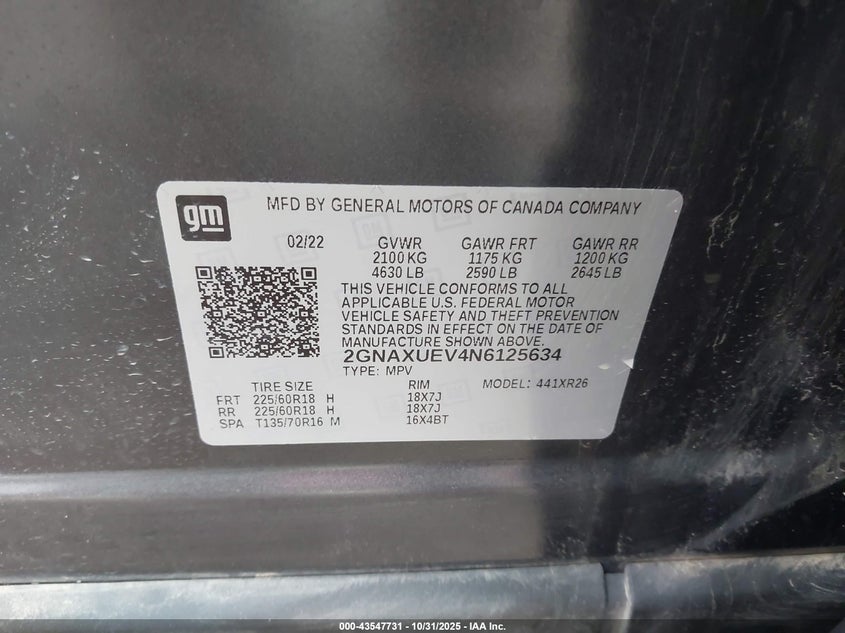 gm
MFD BY GENERAL MOTORS OF CANADA COMPANY
02/22 GVWR GAWR FRT GAWR RR
2100 KG 1175 KG 1200 KG
4630 LB 2590 LB 2645 LB
THIS VEHICLE CONFORMS TO ALL
APPLICABLE U.S. FEDERAL MOTOR
VEHICLE SAFETY AND THEFT PREVENTION
STANDARDS IN EFFECT ON THE DATE OF
MANUFACTURE SHOWN ABOVE.
2GNAXUEV4N6125634
TYPE: MPV MODEL: 441XR26
TIRE SIZE RIM
FRT 225/60R18 H 18X7J
RR 225/60R18 H 18X7J
SPA T135/70R16 M 16X4BT
000-43547731 - 10/31/2025 - IAA Inc.